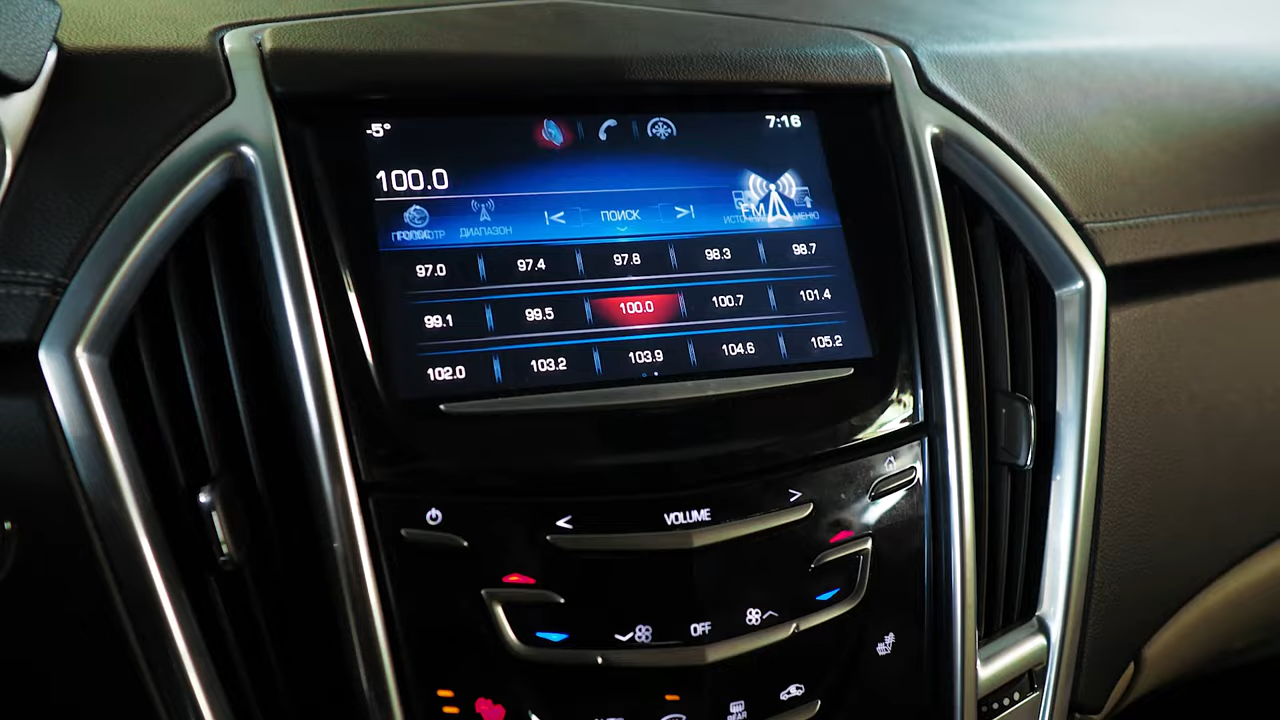 -5° 7:16
100.0
FM
ДИАПАЗОН ПОИСК МЕНЮ
97.0 97.4 97.8 98.3 98.7
99.1 99.5 100.0 100.7 101.4
102.0 103.2 103.9 104.6 105.2
< VOLUME >
OFF
REAR